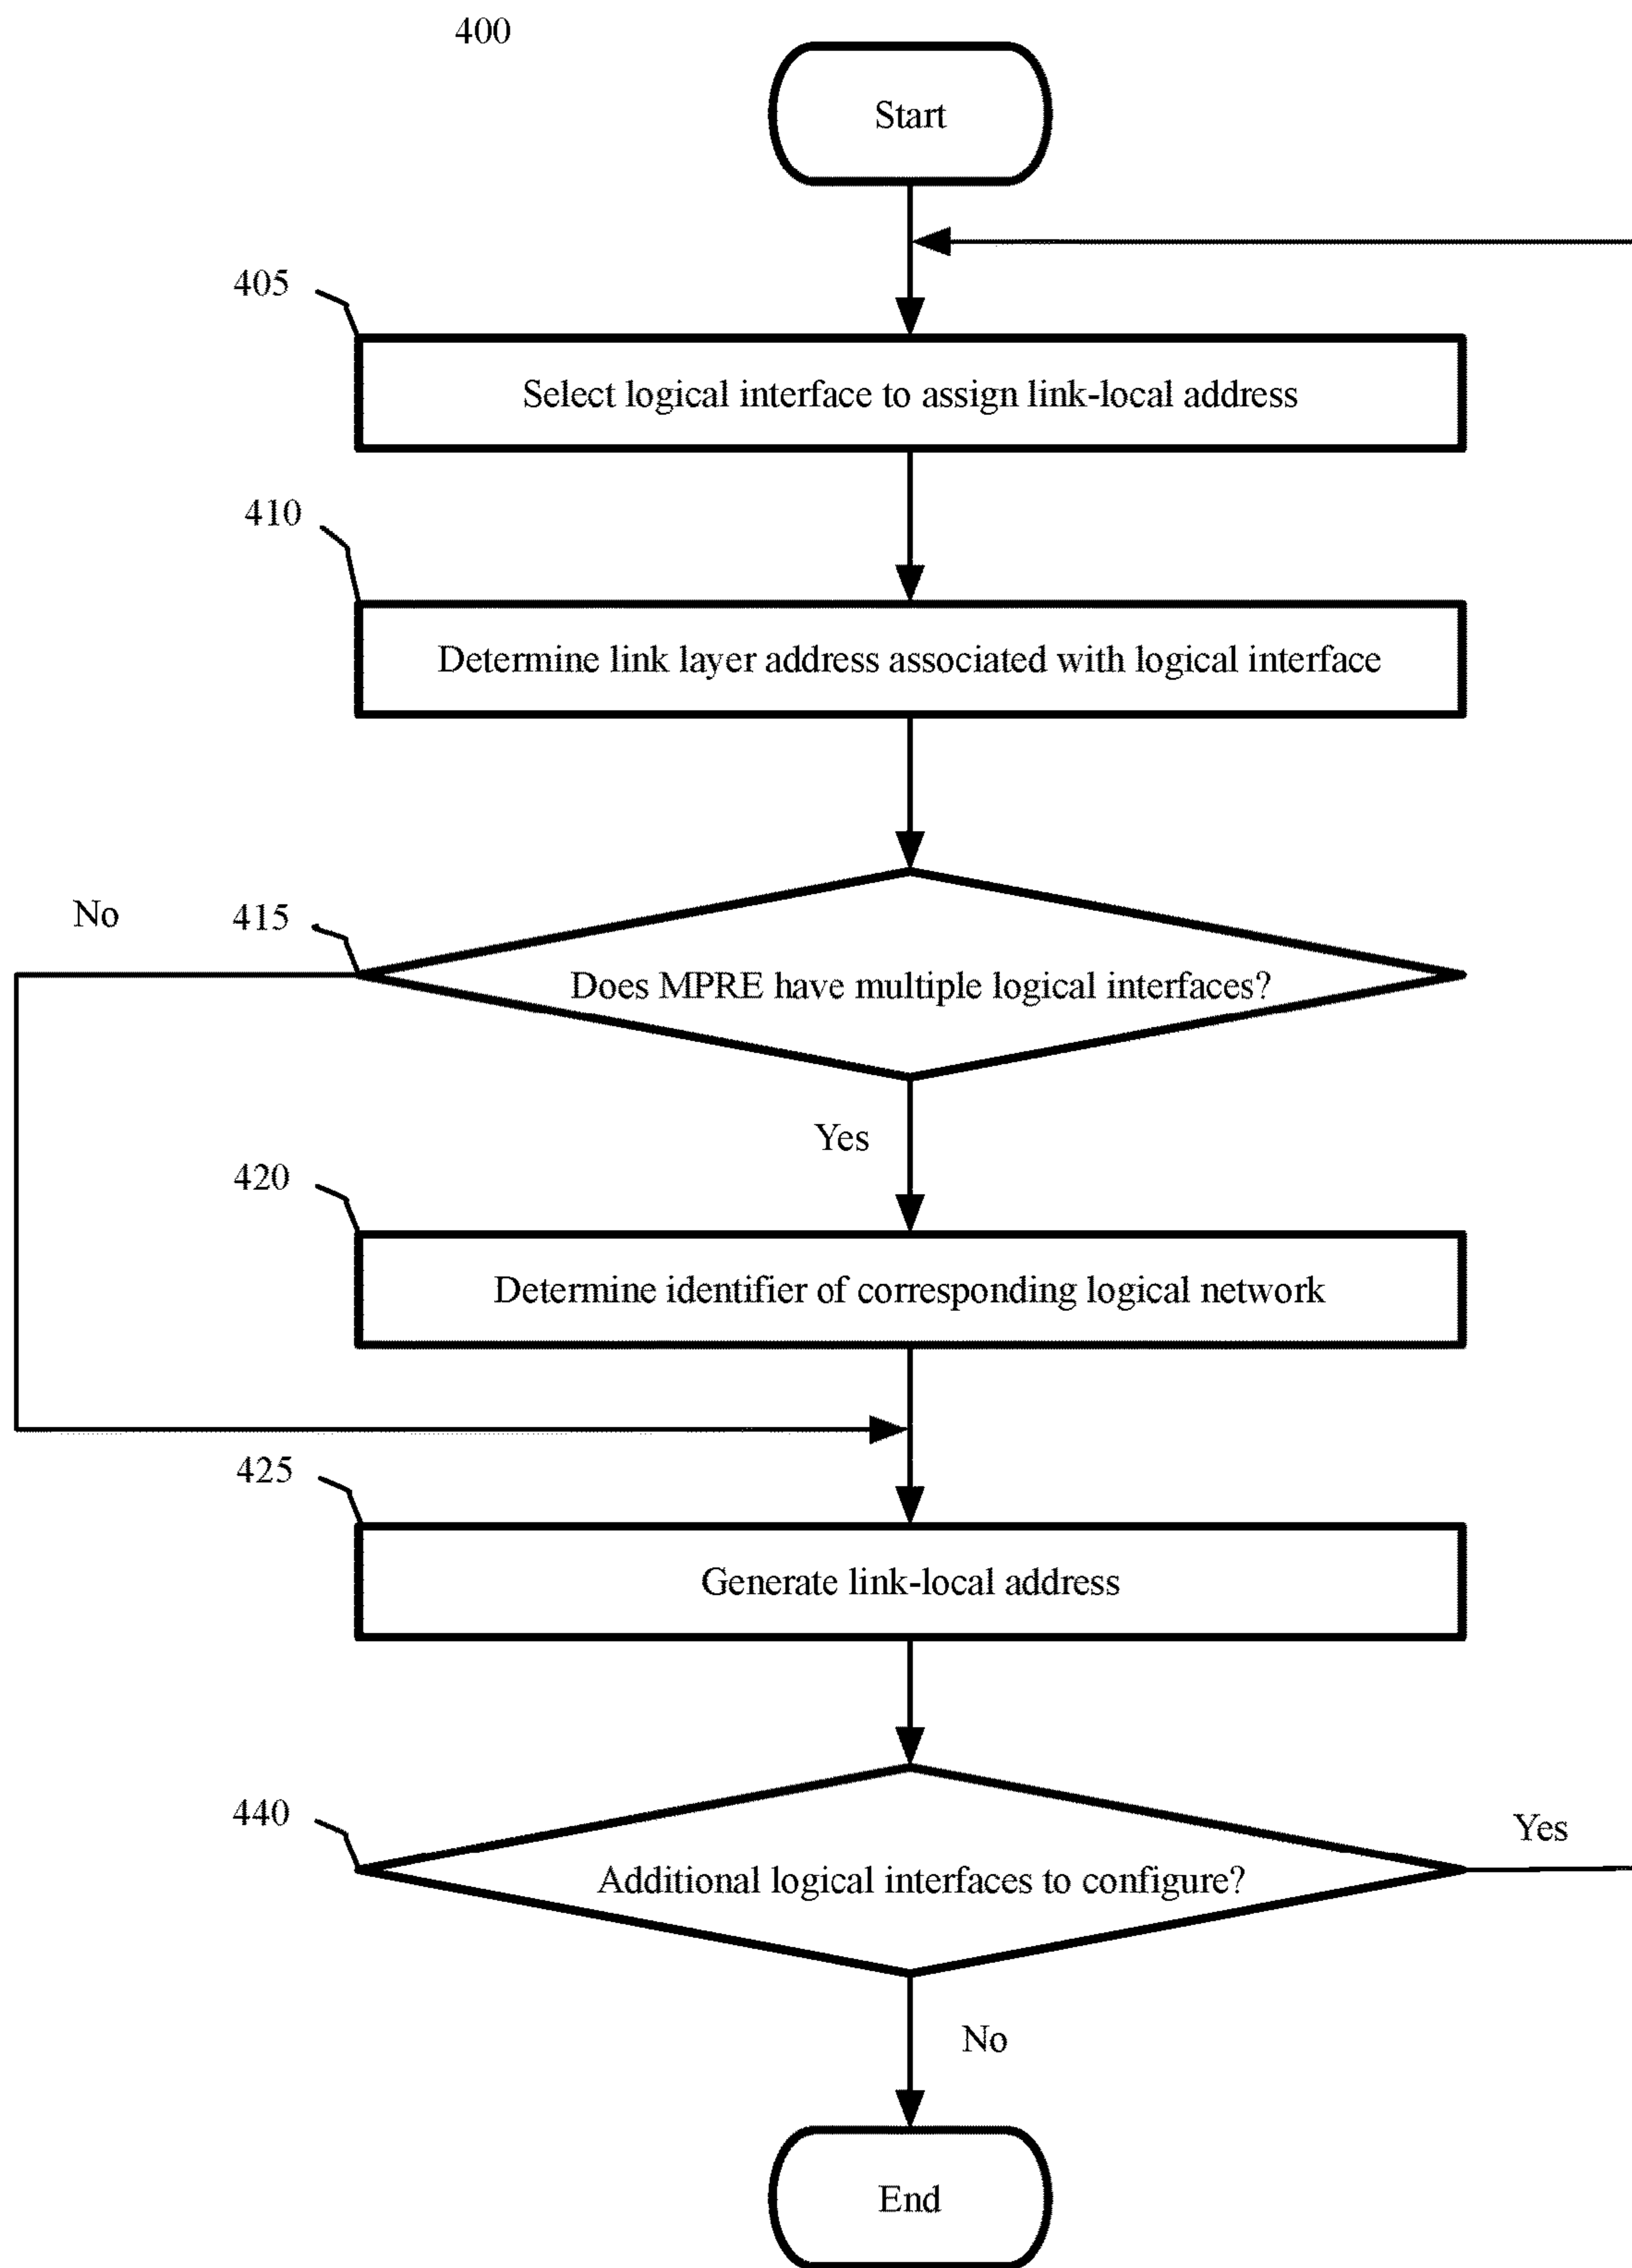 400
Start
405
Select logical interface to assign link-local address
410
Determine link layer address associated with logical interface
No
415
Does MPRE have multiple logical interfaces?
Yes
420
Determine identifier of corresponding logical network
425
Generate link-local address
440
Yes
Additional logical interfaces to configure?
No
End